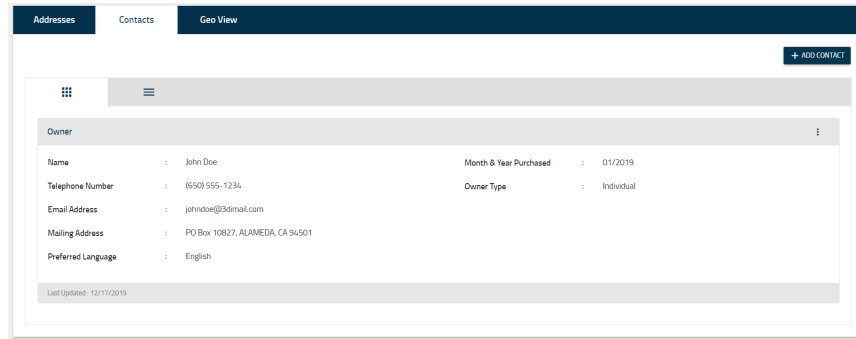 Addresses Contacts Geo View
+ ADD CONTACT
Owner
Name : John Doe Month & Year Purchased : 01/2019
Telephone Number : (650) 555-1234 Owner Type : Individual
Email Address : johndoe@3dimail.com
Mailing Address : PO Box 10827, ALAMEDA, CA 94501
Preferred Language : English
Last Updated : 12/17/2019